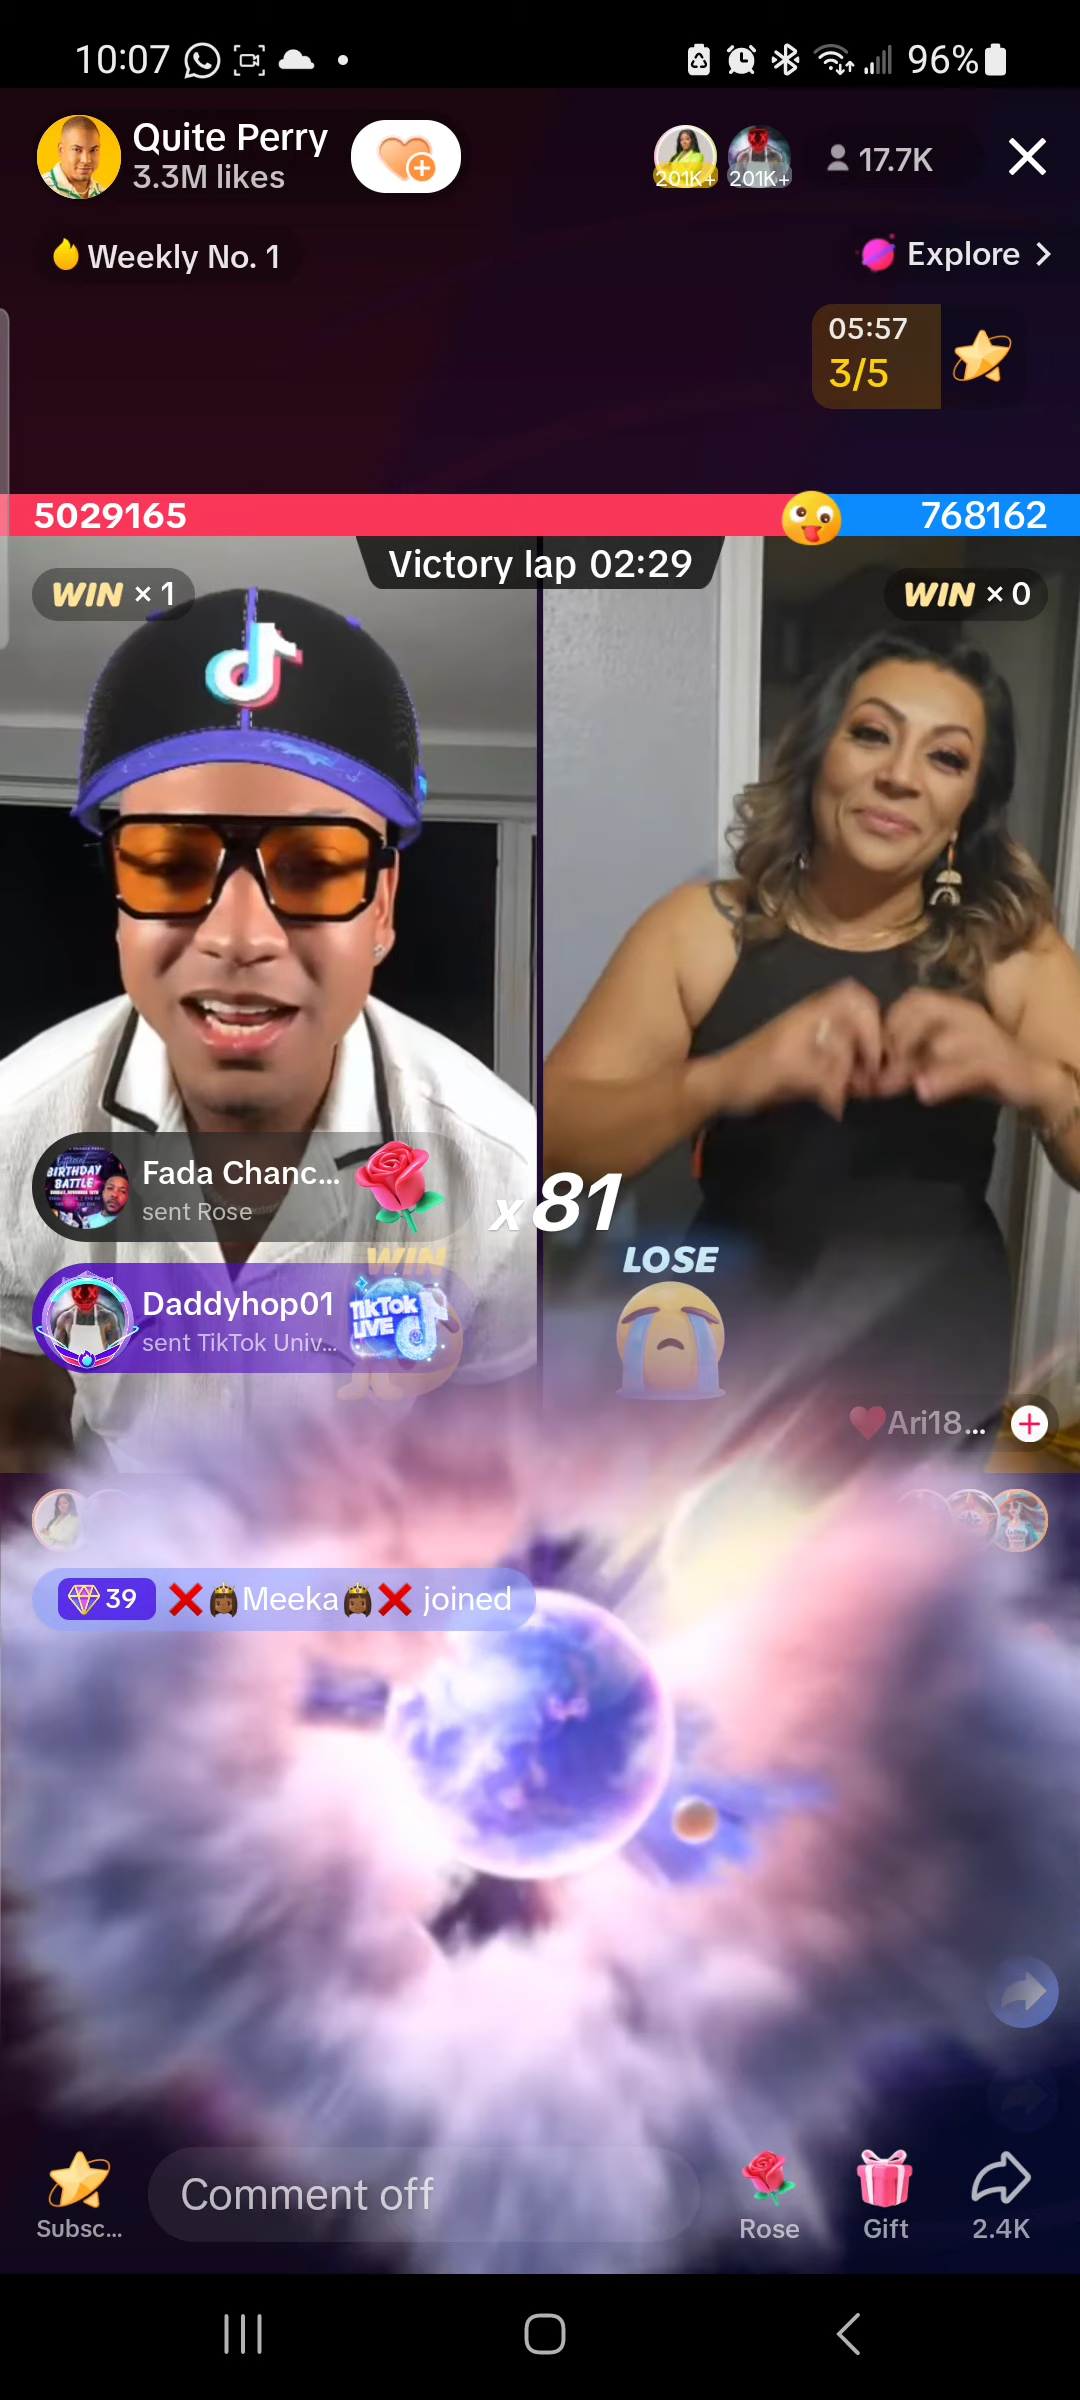 10:07
96%
Quite Perry
3.3M likes
201K+
201K+
17.7K
Weekly No. 1
Explore
05:57
3/5
5029165
768162
Victory lap 02:29
WIN × 1
WIN × 0
BIRTHDAY
BATTLE
Fada Chanc...
sent Rose
x81
WIN
LOSE
Daddyhop01
sent TikTok Univ...
TikTok
LIVE
❤️Ari18...
39 ❌👸🏾Meeka👸🏾❌ joined
Subsc...
Comment off
Rose
Gift
2.4K